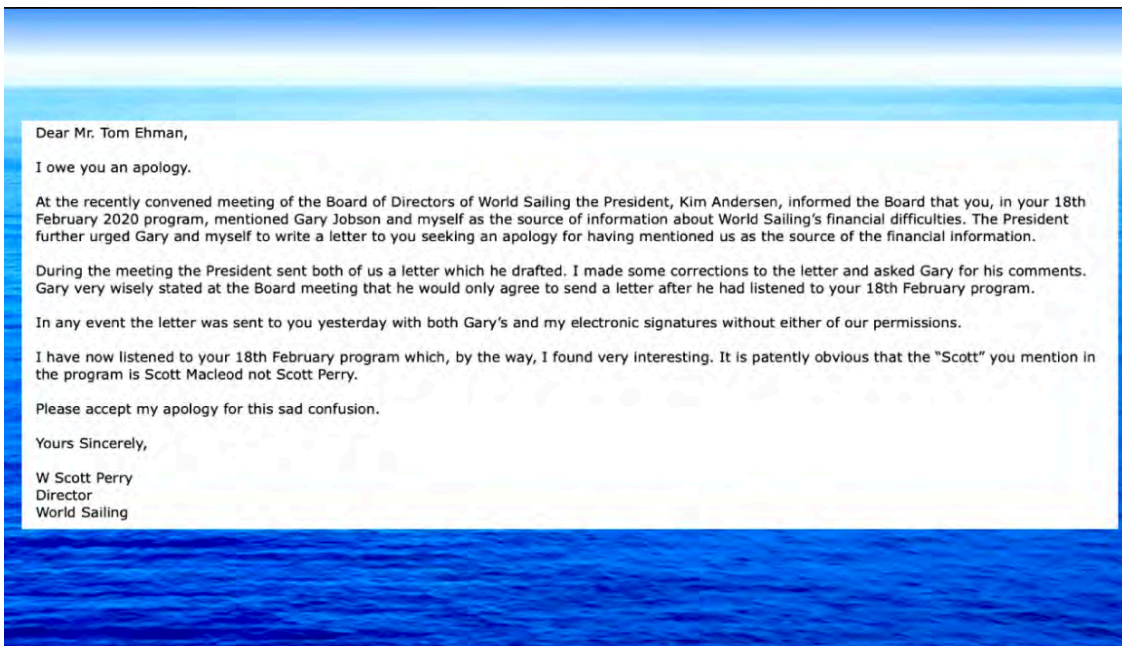 Dear Mr. Tom Ehman,
I owe you an apology.
At the recently convened meeting of the Board of Directors of World Sailing the President, Kim Andersen, informed the Board that you, in your 18th
February 2020 program, mentioned Gary Jobson and myself as the source of information about World Sailing's financial difficulties. The President
further urged Gary and myself to write a letter to you seeking an apology for having mentioned us as the source of the financial information.
During the meeting the President sent both of us a letter which he drafted. I made some corrections to the letter and asked Gary for his comments.
Gary very wisely stated at the Board meeting that he would only agree to send a letter after he had listened to your 18th February program.
In any event the letter was sent to you yesterday with both Gary's and my electronic signatures without either of our permissions.
I have now listened to your 18th February program which, by the way, I found very interesting. It is patently obvious that the "Scott" you mention in
the program is Scott Macleod not Scott Perry.
Please accept my apology for this sad confusion.
Yours Sincerely,
W Scott Perry
Director
World Sailing